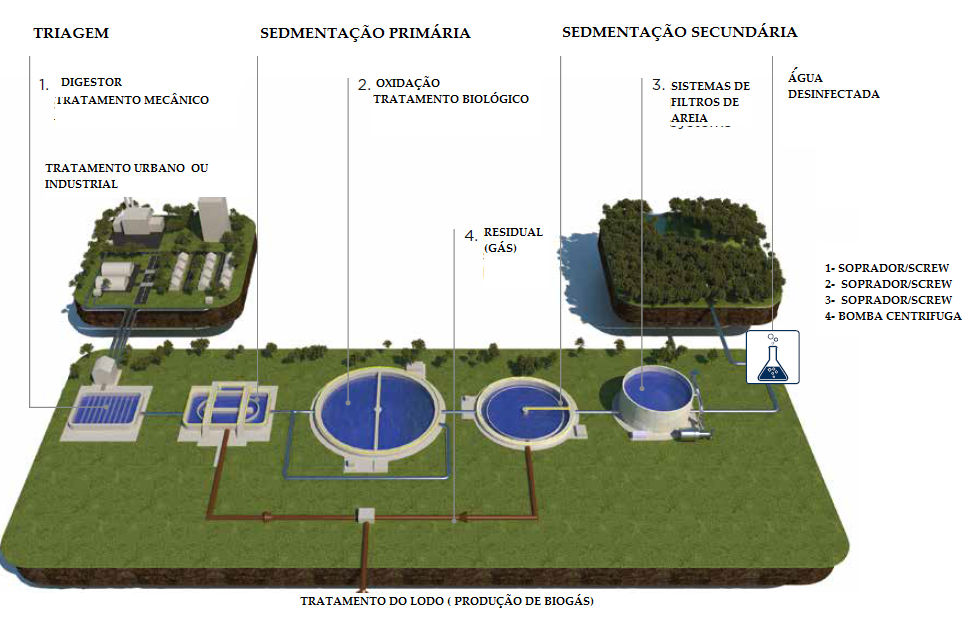 TRIAGEM
SEDMENTAÇÃO PRIMÁRIA
SEDMENTAÇÃO SECUNDÁRIA
1. DIGESTOR
TRATAMENTO MECÂNICO
2. OXIDAÇÃO
TRATAMENTO BIOLÓGICO
3. SISTEMAS DE
FILTROS DE
AREIA
ÁGUA
DESINFECTADA
TRATAMENTO URBANO OU
INDUSTRIAL
4. RESIDUAL
(GÁS)
1- SOPRADOR/SCREW
2- SOPRADOR/SCREW
3- SOPRADOR/SCREW
4- BOMBA CENTRIFUGA
TRATAMENTO DO LODO ( PRODUÇÃO DE BIOGÁS)